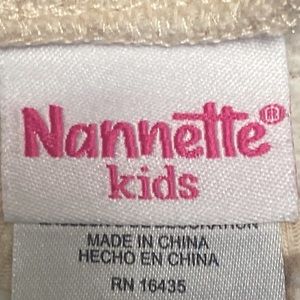 Nannette®
kids
MADE IN CHINA
HECHO EN CHINA
RN 16435